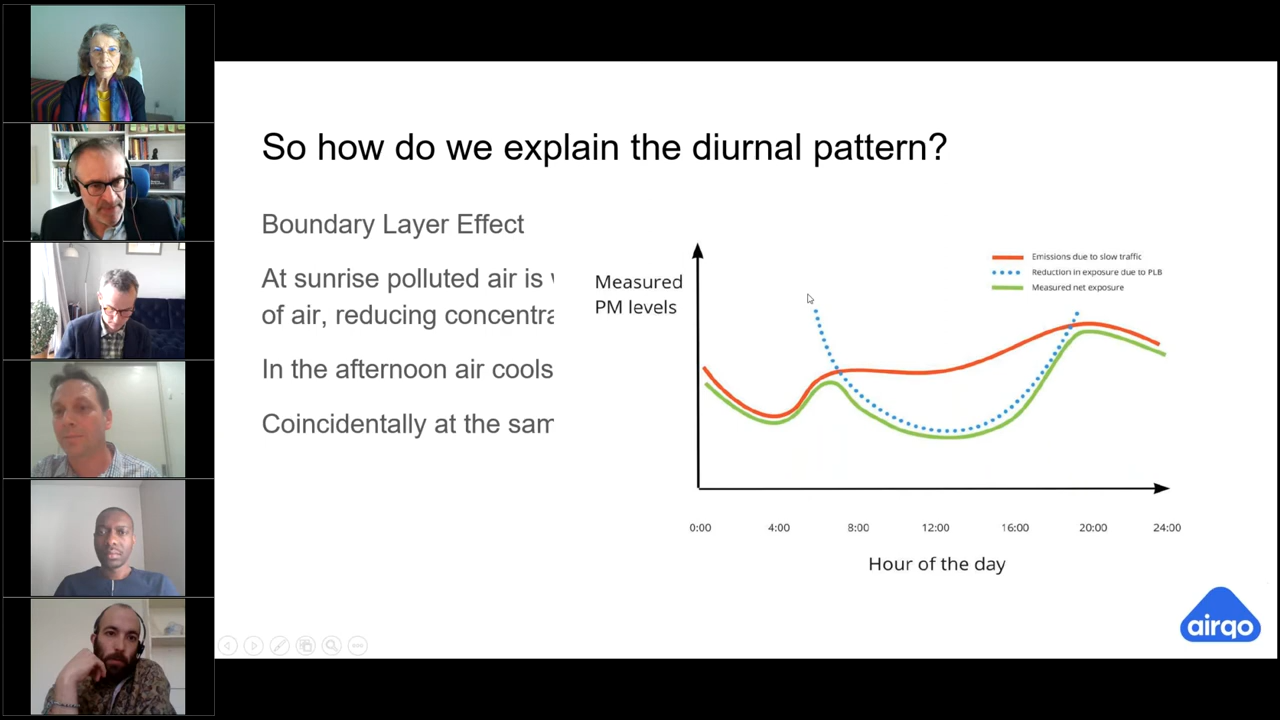 So how do we explain the diurnal pattern?
Boundary Layer Effect
At sunrise polluted air is
of air, reducing concentra
In the afternoon air cools
Coincidentally at the sam
Measured
PM levels
Emissions due to slow traffic
Reduction in exposure due to PLB
Measured net exposure
0:00 4:00 8:00 12:00 16:00 20:00 24:00
Hour of the day
airqo